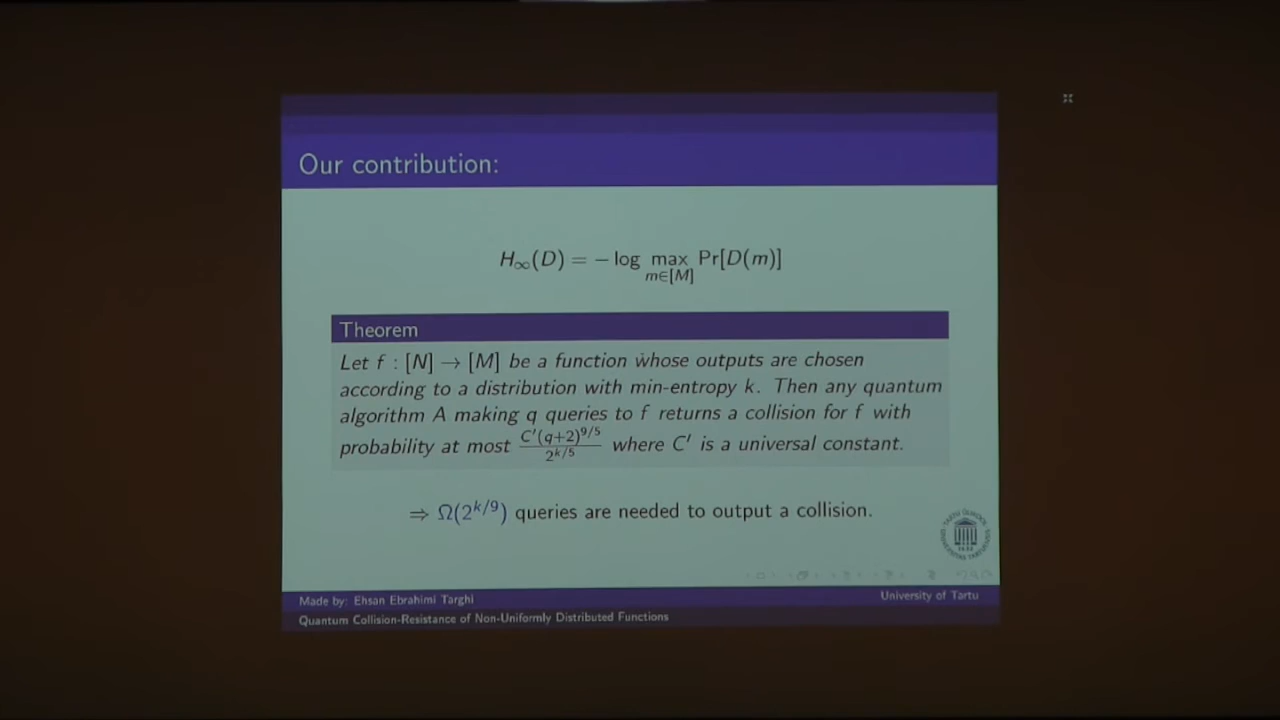 Our contribution:
H∞(D) = − log max Pr[D(m)]
m∈[M]
Theorem
Let f : [N] → [M] be a function whose outputs are chosen
according to a distribution with min-entropy k. Then any quantum
algorithm A making q queries to f returns a collision for f with
probability at most C′(q+2)^{9/5} / 2^{k/5} where C′ is a universal constant.
⇒ Ω(2^{k/9}) queries are needed to output a collision.
Made by: Ehsan Ebrahimi Targhi
University of Tartu
Quantum Collision-Resistance of Non-Uniformly Distributed Functions